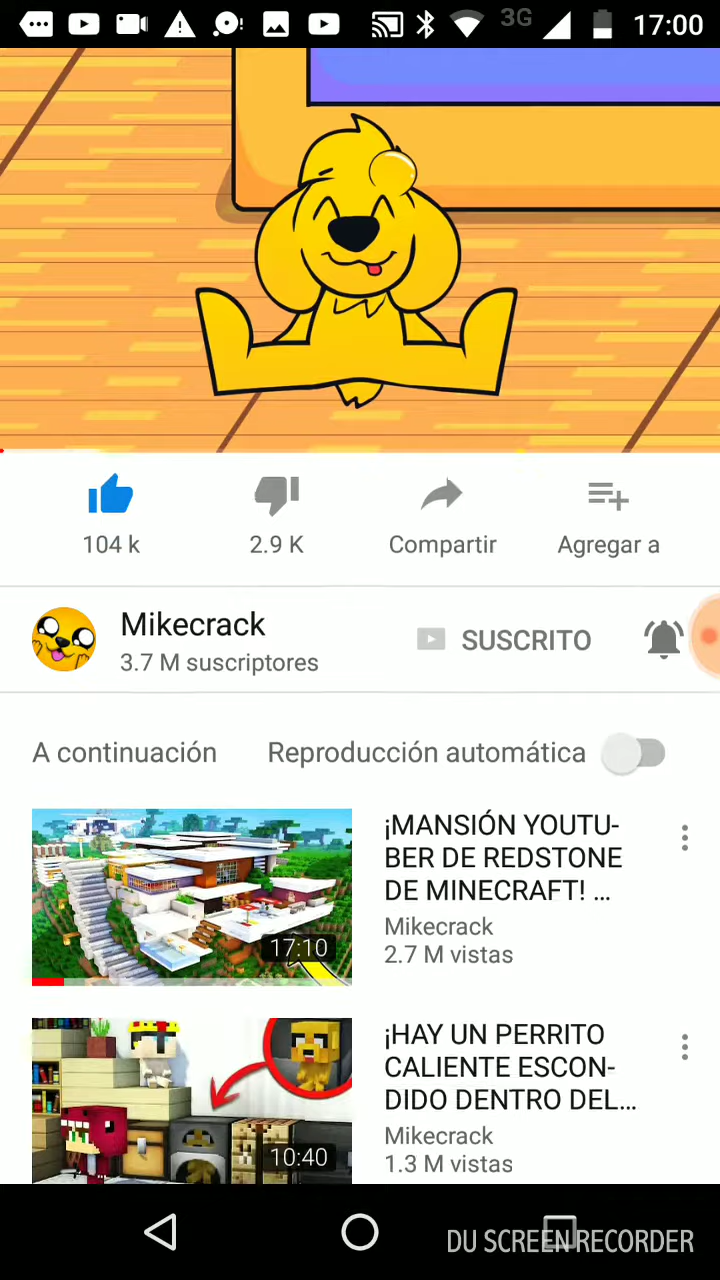 3G 17:00
104 k 2.9 K Compartir Agregar a
Mikecrack
3.7 M suscriptores
SUSCRITO
A continuación Reproducción automática
¡MANSIÓN YOUTU-
BER DE REDSTONE
DE MINECRAFT! ...
Mikecrack
2.7 M vistas
17:10
¡HAY UN PERRITO
CALIENTE ESCON-
DIDO DENTRO DEL...
Mikecrack
1.3 M vistas
10:40
DU SCREEN RECORDER